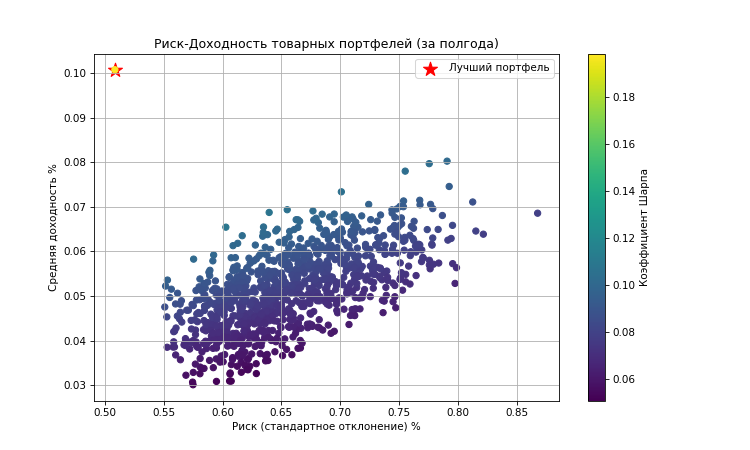 Риск-Доходность товарных портфелей (за полгода)
Лучший портфель
Средняя доходность %
0.10
0.09
0.08
0.07
0.06
0.05
0.04
0.03
0.50 0.55 0.60 0.65 0.70 0.75 0.80 0.85
Риск (стандартное отклонение) %
0.18
0.16
0.14
0.12
0.10
0.08
0.06
Коэффициент Шарпа